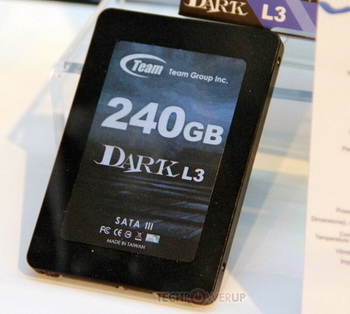 DARK L3
Team Team Group Inc.
240GB
DARK L3
SATA III
MADE IN TAIWAN
TECHPOWERUP